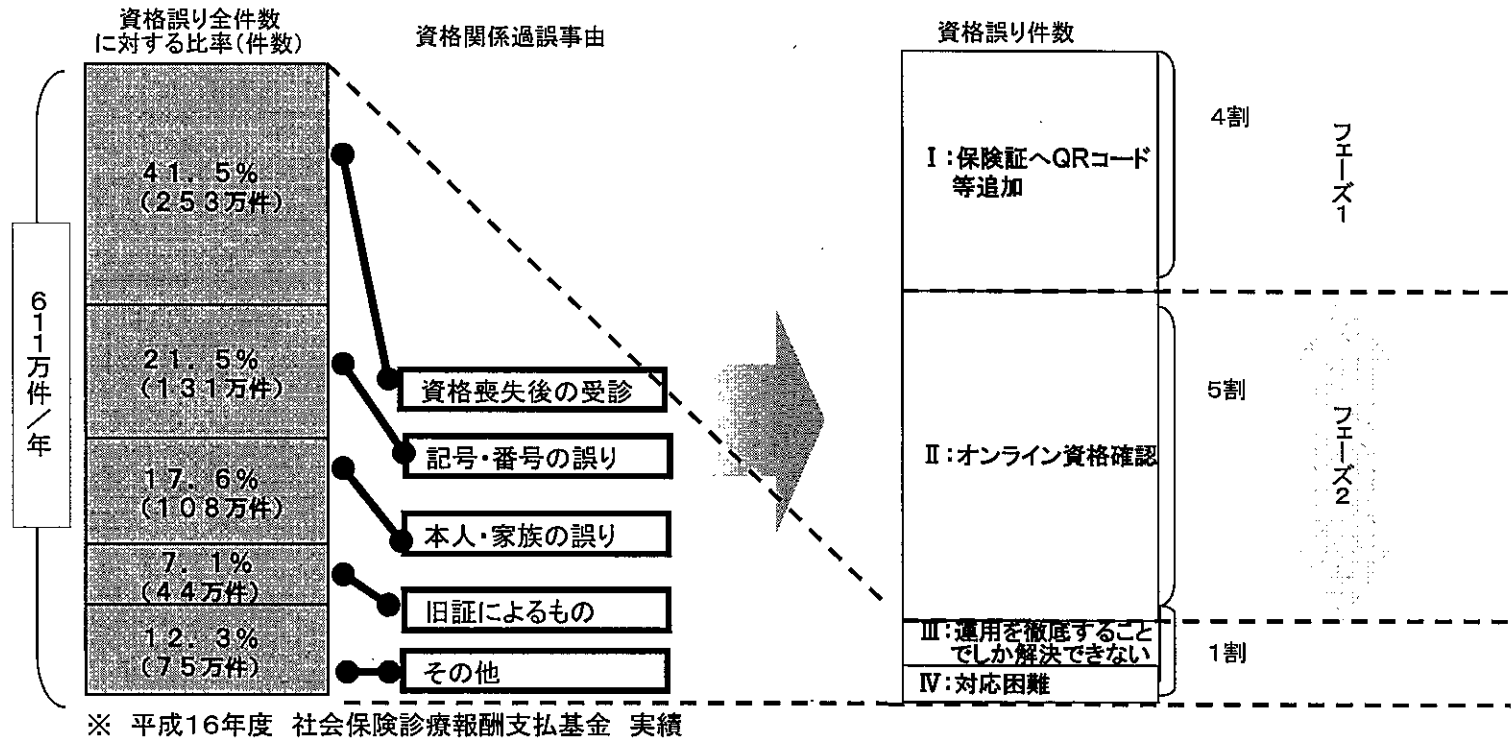 資格誤り全件数
に対する比率(件数)
資格関係過誤事由
資格誤り件数
611万件/年
41.5%
(253万件)
21.5%
(131万件)
17.6%
(108万件)
7.1%
(44万件)
12.3%
(75万件)
資格喪失後の受診
記号・番号の誤り
本人・家族の誤り
旧証によるもの
その他
Ⅰ:保険証へQRコード
等追加
Ⅱ:オンライン資格確認
Ⅲ:運用を徹底すること
でしか解決できない
Ⅳ:対応困難
4割
5割
1割
フェーズ1
フェーズ2
※ 平成16年度 社会保険診療報酬支払基金 実績